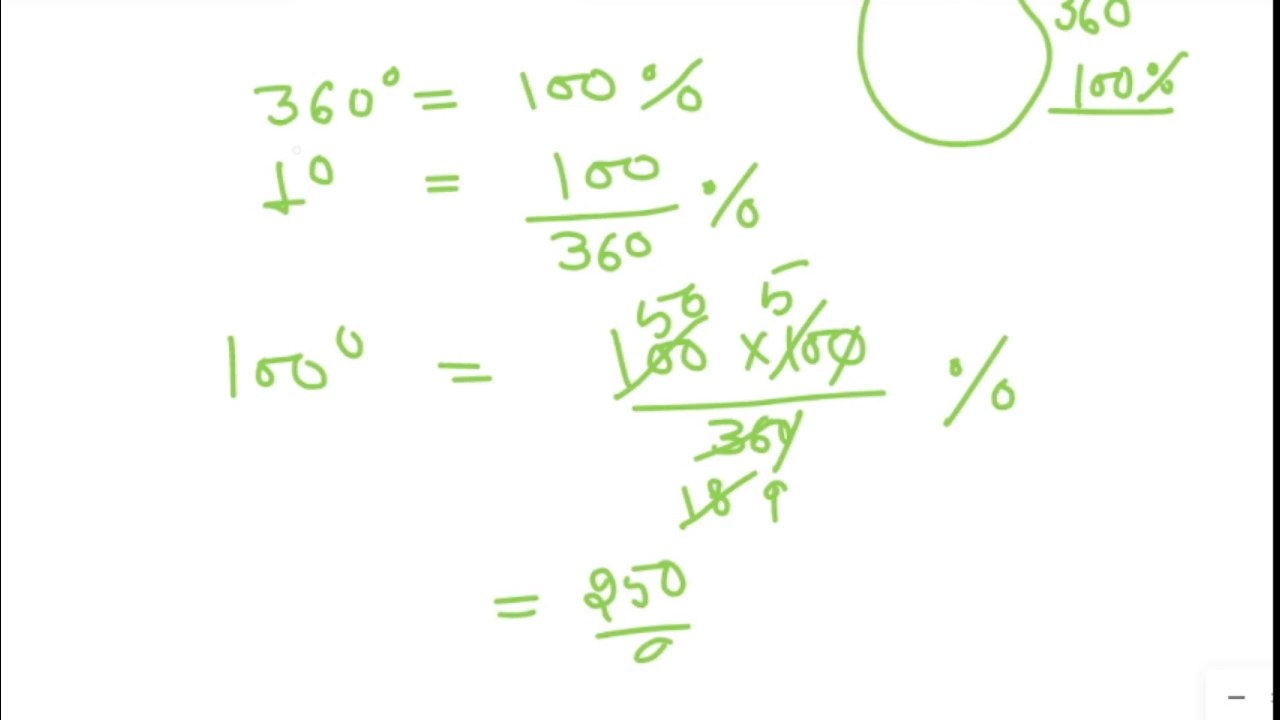 360
100%
360° = 100%
1° = 100/360 %
50 5
100° = 100 × 100 / 360 %
18 9
= 250/